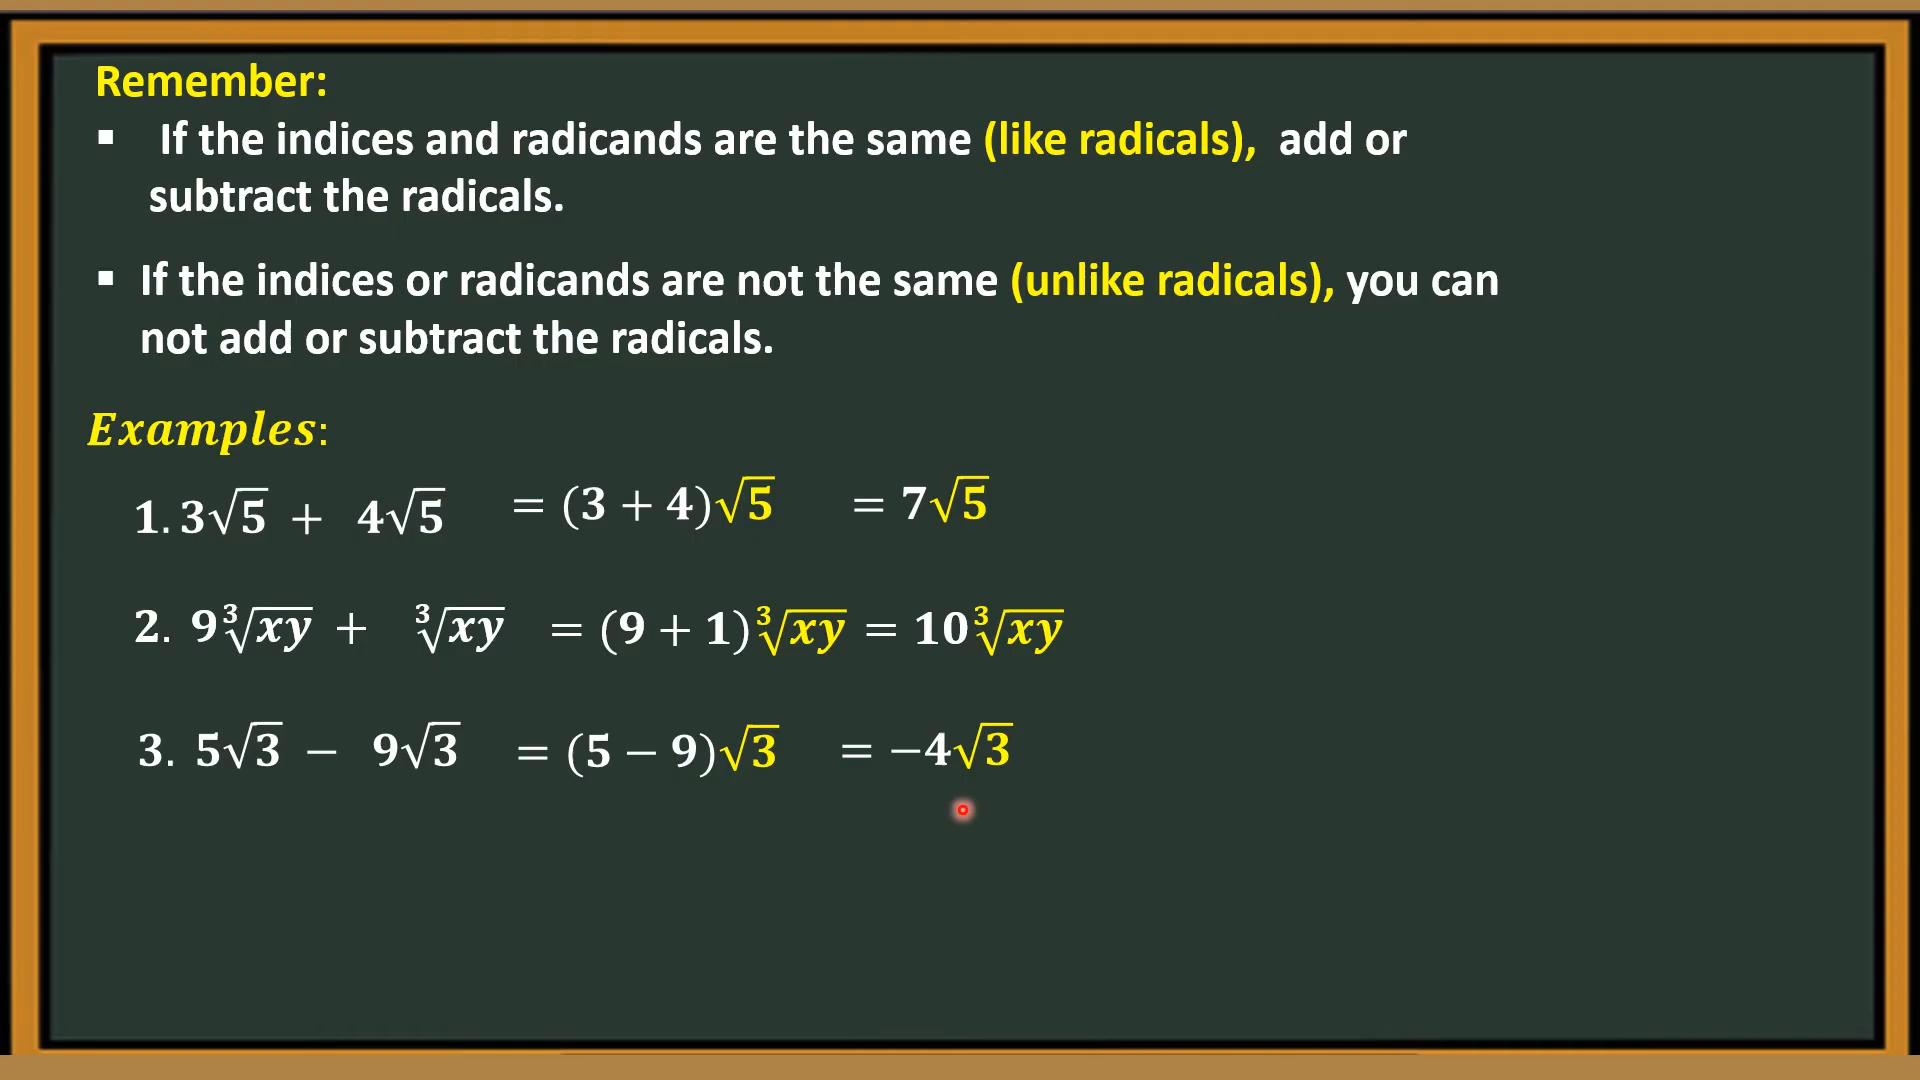 Remember:
▪ If the indices and radicands are the same (like radicals), add or
subtract the radicals.
▪ If the indices or radicands are not the same (unlike radicals), you can
not add or subtract the radicals.
Examples:
1. 3√5 + 4√5 = (3 + 4)√5 = 7√5
2. 9∛xy + ∛xy = (9 + 1)∛xy = 10∛xy
3. 5√3 − 9√3 = (5 − 9)√3 = −4√3